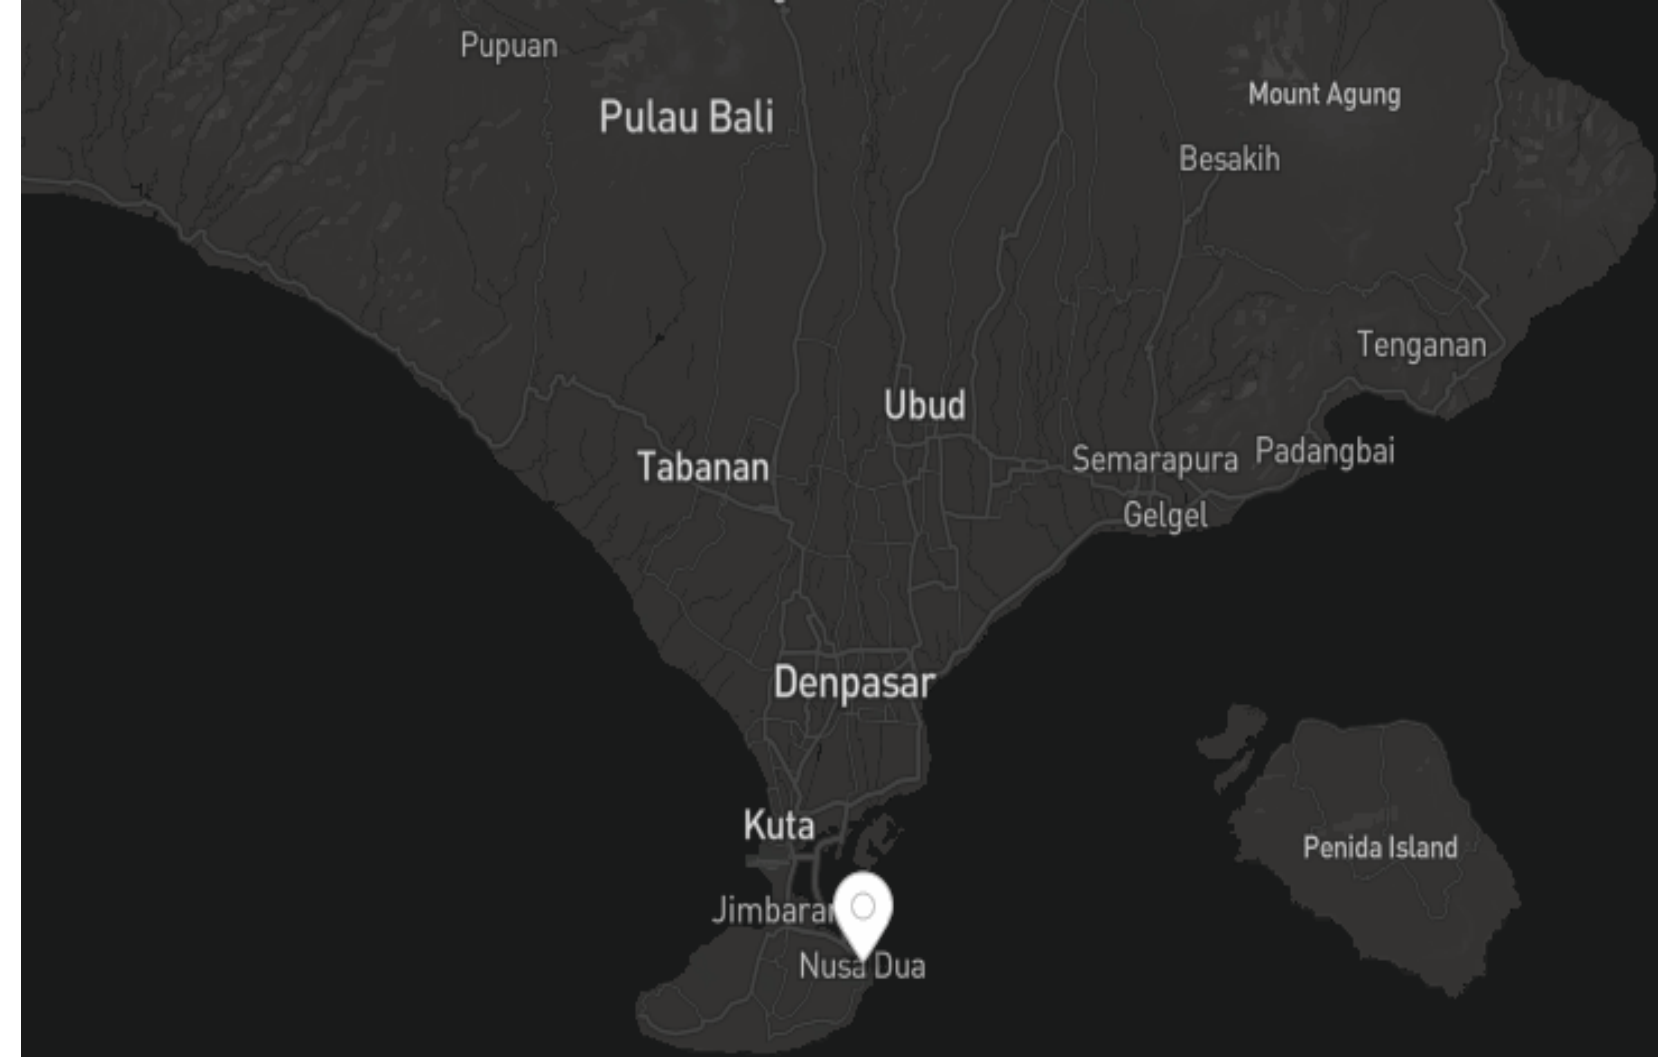 Pupuan
Mount Agung
Pulau Bali
Besakih
Tenganan
Ubud
Tabanan
Semarapura
Padangbai
Gelgel
Denpasar
Kuta
Penida Island
Jimbaran
Nusa Dua